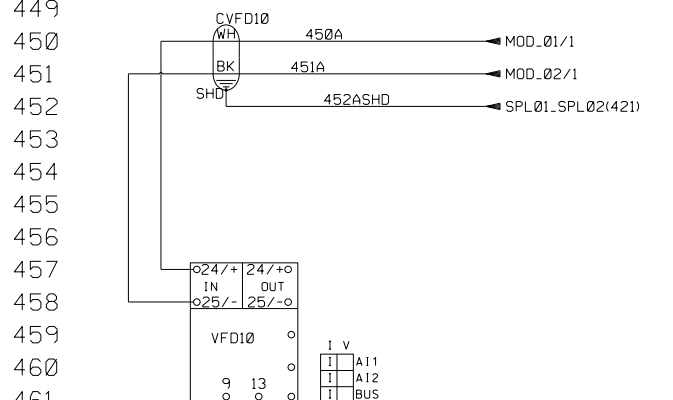 449
CVFD10
450 WH 450A MOD_01/1
451 BK 451A MOD_02/1
SHD
452 452ASHD SPL01_SPL02(421)
453
454
455
456
457 24/+ 24/+
IN OUT
458 25/- 25/-
459 VFD10
I V
460 I AI1
9 13 I AI2
461 I BUS